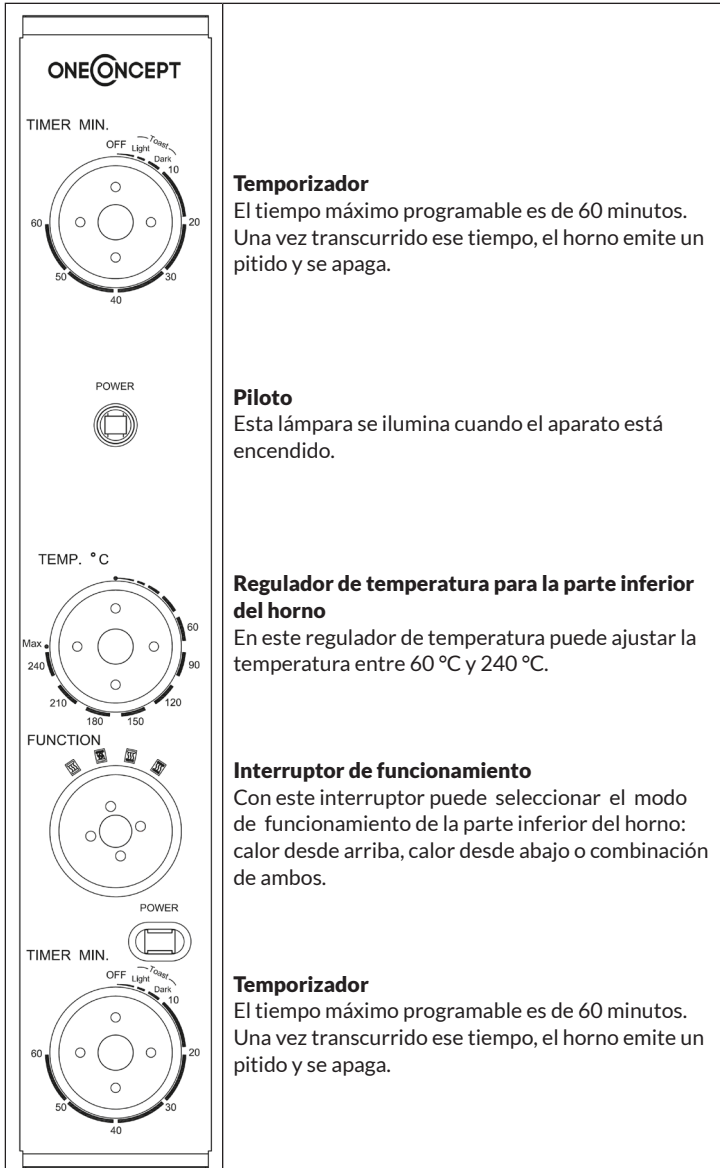 ONECONCEPT
TIMER MIN.
OFF Light Toast Dark 10
20
30
40
50
60
Temporizador
El tiempo máximo programable es de 60 minutos.
Una vez transcurrido ese tiempo, el horno emite un
pitido y se apaga.
POWER
Piloto
Esta lámpara se ilumina cuando el aparato está
encendido.
TEMP. °C
60
90
120
150
180
210
240
Max
Regulador de temperatura para la parte inferior
del horno
En este regulador de temperatura puede ajustar la
temperatura entre 60 °C y 240 °C.
FUNCTION
Interruptor de funcionamiento
Con este interruptor puede seleccionar el modo
de funcionamiento de la parte inferior del horno:
calor desde arriba, calor desde abajo o combinación
de ambos.
POWER
TIMER MIN.
OFF Light Toast Dark 10
20
30
40
50
60
Temporizador
El tiempo máximo programable es de 60 minutos.
Una vez transcurrido ese tiempo, el horno emite un
pitido y se apaga.